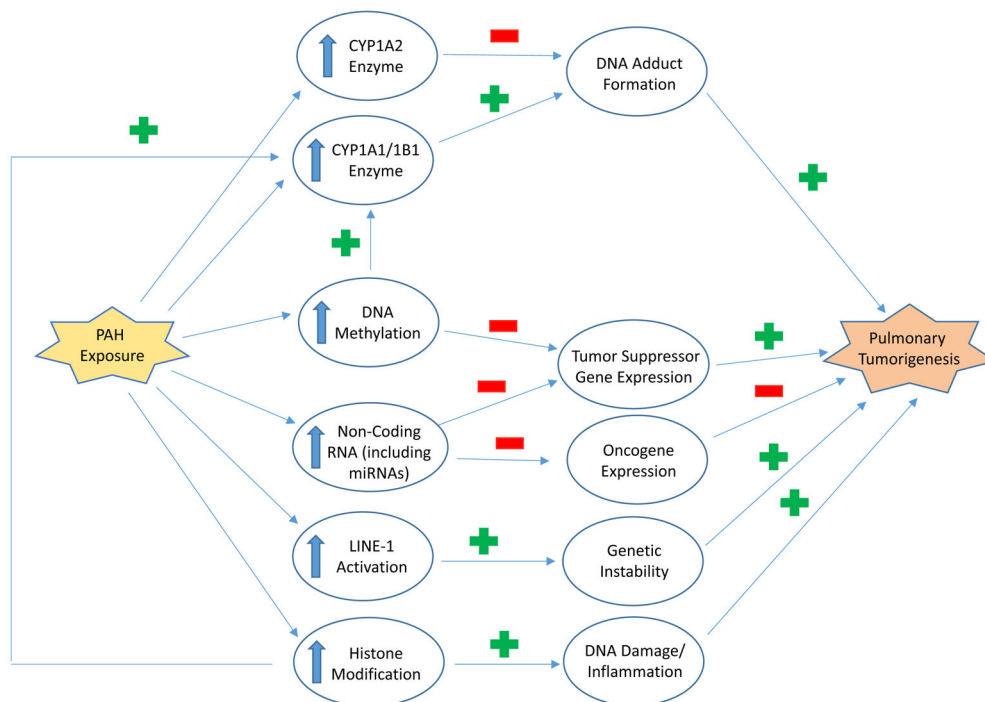 CYP1A2
Enzyme
DNA Adduct
Formation
CYP1A1/1B1
Enzyme
PAH
Exposure
DNA
Methylation
Tumor Suppressor
Gene Expression
Pulmonary
Tumorigenesis
Non-Coding
RNA (including
miRNAs)
Oncogene
Expression
LINE-1
Activation
Genetic
Instability
Histone
Modification
DNA Damage/
Inflammation